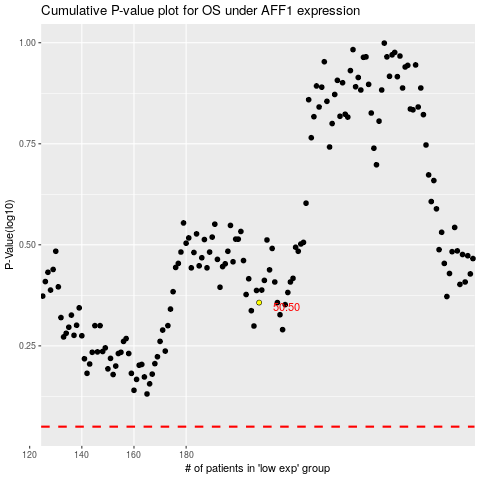 Cumulative P-value plot for OS under AFF1 expression
P-Value(log10)
1.00
0.75
0.50
0.25
50:50
120 140 160 180
# of patients in 'low exp' group